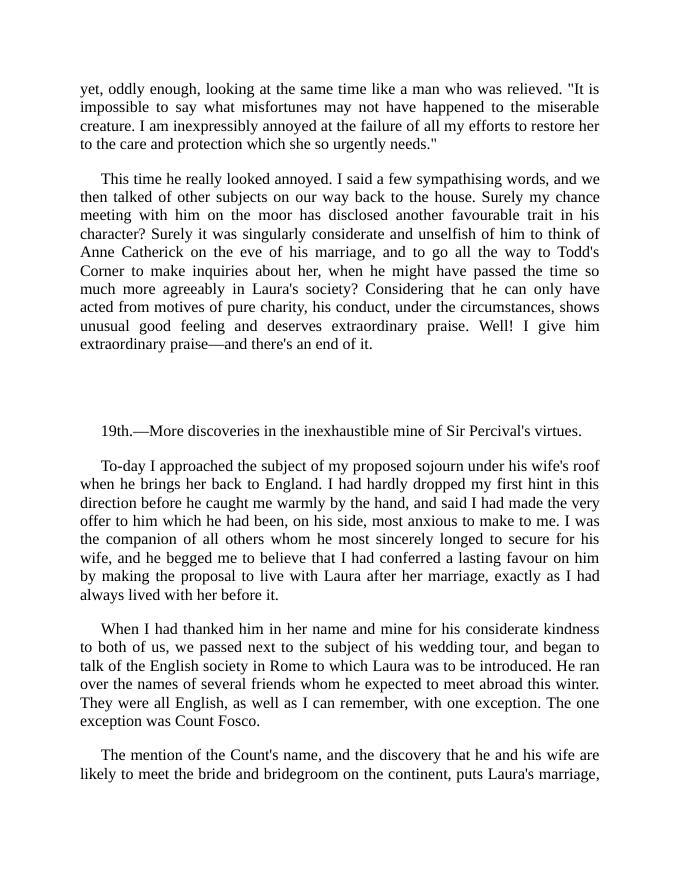 yet, oddly enough, looking at the same time like a man who was relieved. "It is
impossible to say what misfortunes may not have happened to the miserable
creature. I am inexpressibly annoyed at the failure of all my efforts to restore her
to the care and protection which she so urgently needs."
This time he really looked annoyed. I said a few sympathising words, and we
then talked of other subjects on our way back to the house. Surely my chance
meeting with him on the moor has disclosed another favourable trait in his
character? Surely it was singularly considerate and unselfish of him to think of
Anne Catherick on the eve of his marriage, and to go all the way to Todd's
Corner to make inquiries about her, when he might have passed the time so
much more agreeably in Laura's society? Considering that he can only have
acted from motives of pure charity, his conduct, under the circumstances, shows
unusual good feeling and deserves extraordinary praise. Well! I give him
extraordinary praise—and there's an end of it.
19th.—More discoveries in the inexhaustible mine of Sir Percival's virtues.
To-day I approached the subject of my proposed sojourn under his wife's roof
when he brings her back to England. I had hardly dropped my first hint in this
direction before he caught me warmly by the hand, and said I had made the very
offer to him which he had been, on his side, most anxious to make to me. I was
the companion of all others whom he most sincerely longed to secure for his
wife, and he begged me to believe that I had conferred a lasting favour on him
by making the proposal to live with Laura after her marriage, exactly as I had
always lived with her before it.
When I had thanked him in her name and mine for his considerate kindness
to both of us, we passed next to the subject of his wedding tour, and began to
talk of the English society in Rome to which Laura was to be introduced. He ran
over the names of several friends whom he expected to meet abroad this winter.
They were all English, as well as I can remember, with one exception. The one
exception was Count Fosco.
The mention of the Count's name, and the discovery that he and his wife are
likely to meet the bride and bridegroom on the continent, puts Laura's marriage,